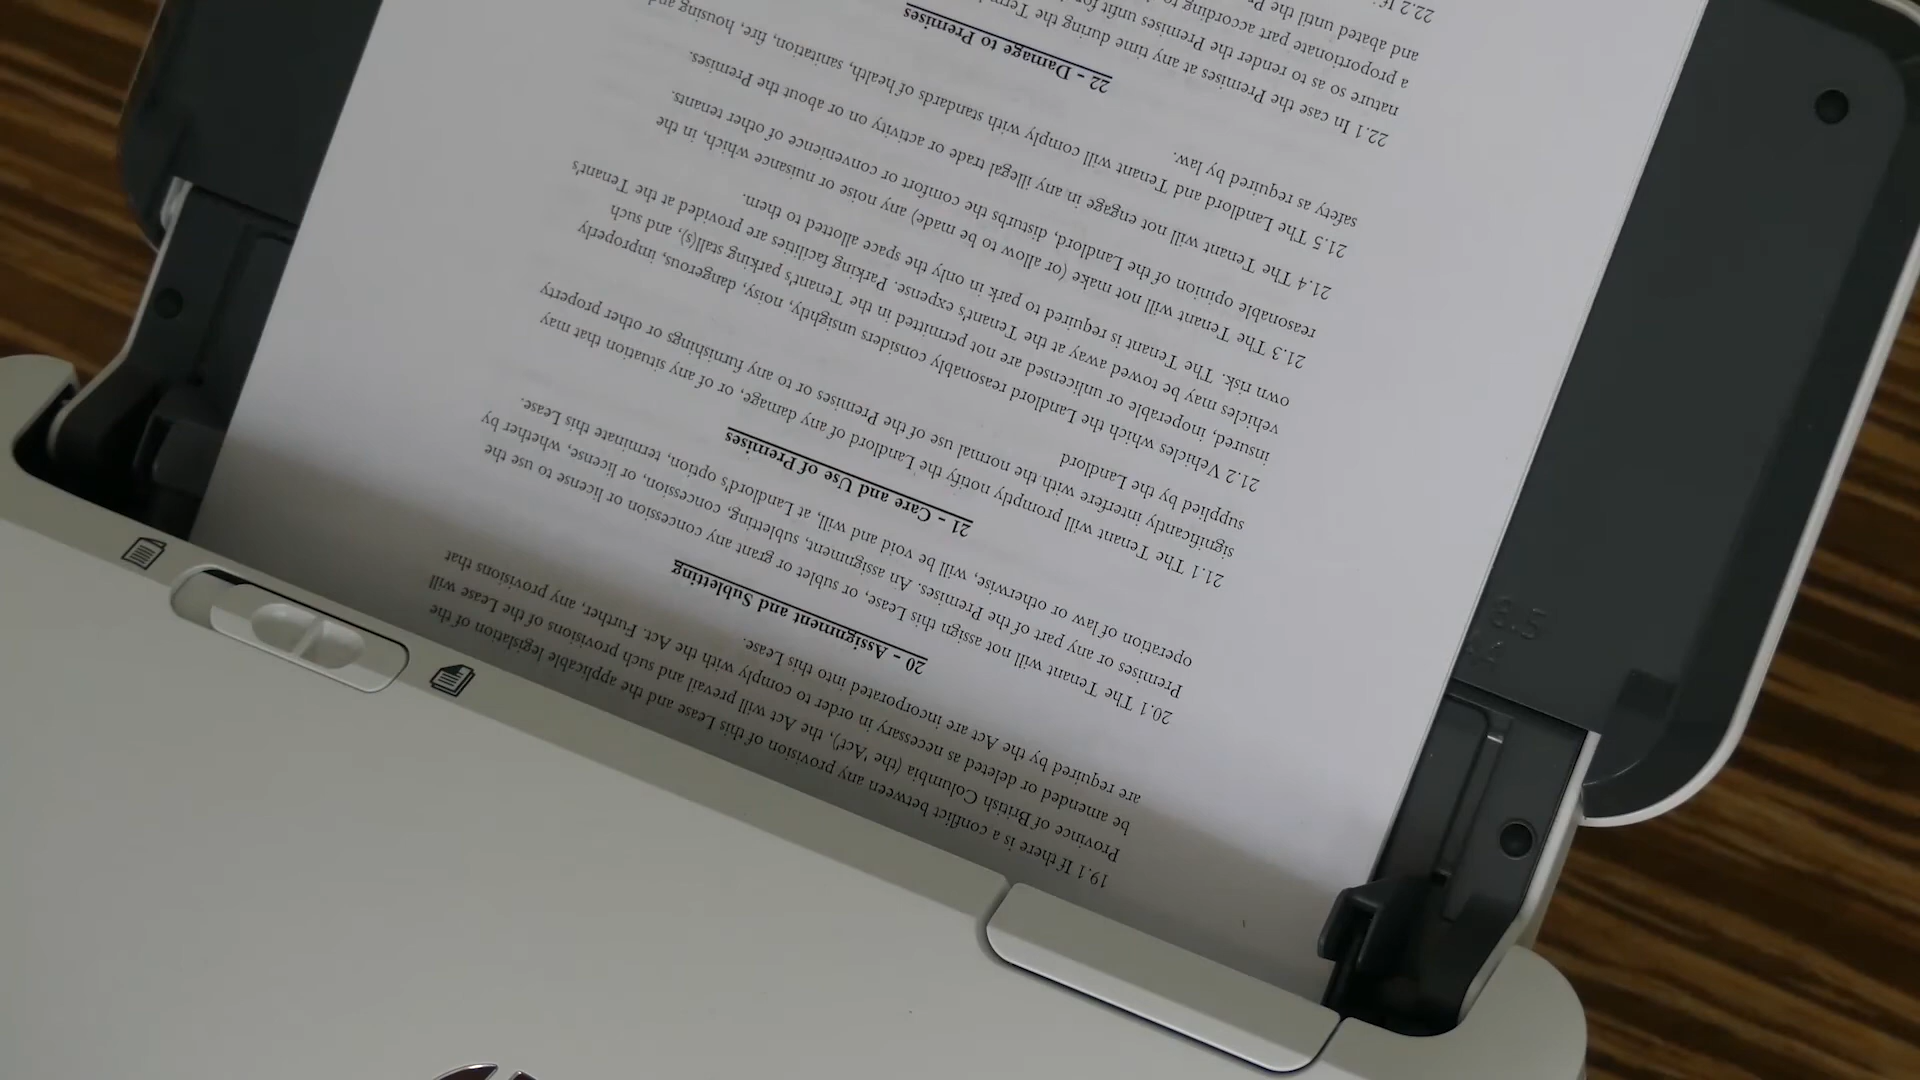 19.1 If there is a conflict between any provision of this Lease and the applicable legislation of the
Province of British Columbia (the 'Act'), the Act will prevail and such provisions of the Lease will
be amended or deleted as necessary in order to comply with the Act. Further, any provisions that
are required by the Act are incorporated into this Lease.
20 - Assignment and Subletting
20.1 The Tenant will not assign this Lease, or sublet or grant any concession or license to use the
Premises or any part of the Premises. An assignment, subletting, concession, or license, whether by
operation of law or otherwise, will be void and will, at Landlord's option, terminate this Lease.
21 - Care and Use of Premises
21.1 The Tenant will promptly notify the Landlord of any damage, or of any situation that may
significantly interfere with the normal use of the Premises or to any furnishings or other property
supplied by the Landlord
21.2 Vehicles which the Landlord reasonably considers unsightly, noisy, dangerous, improperly
insured, inoperable or unlicensed are not permitted in the Tenant's parking stall(s), and such
vehicles may be towed away at the Tenant's expense. Parking facilities are provided at the Tenant's
own risk. The Tenant is required to park in only the space allotted to them.
21.3 The Tenant will not make (or allow to be made) any noise or nuisance which, in the
reasonable opinion of the Landlord, disturbs the comfort or convenience of other tenants.
21.4 The Tenant will not engage in any illegal trade or activity on or about the Premises.
21.5 The Landlord and Tenant will comply with standards of health, sanitation, fire, housing and
safety as required by law.
22 - Damage to Premises
22.1 In case the Premises at any time during the
nature so as to render the Premises unfit for
a proportionate part according to
and abated until the
22.2 If
8.5
A4